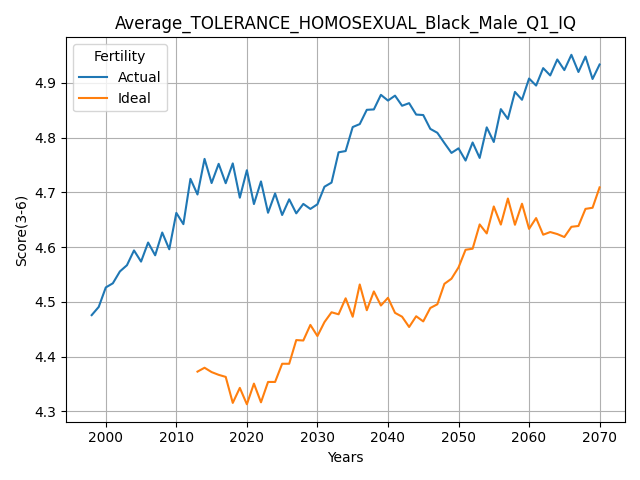 Average_TOLERANCE_HOMOSEXUAL_Black_Male_Q1_IQ
Fertility
Actual
Ideal
Score(3-6)
4.9
4.8
4.7
4.6
4.5
4.4
4.3
2000 2010 2020 2030 2040 2050 2060 2070
Years